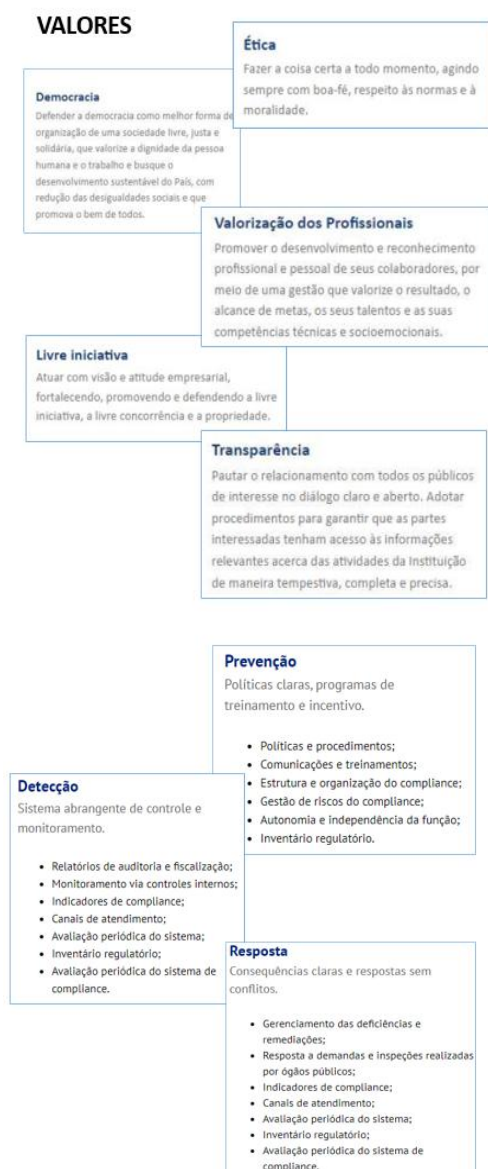 VALORES
Ética
Fazer a coisa certa a todo momento, agindo
sempre com boa-fé, respeito às normas e à
moralidade.
Democracia
Defender a democracia como melhor forma de
organização de uma sociedade livre, justa e
solidária, que valorize a dignidade da pessoa
humana e o trabalho e busque o
desenvolvimento sustentável do País, com
redução das desigualdades sociais e que
promova o bem de todos.
Valorização dos Profissionais
Promover o desenvolvimento e reconhecimento
profissional e pessoal de seus colaboradores, por
meio de uma gestão que valorize o resultado, o
alcance de metas, os seus talentos e as suas
competências técnicas e socioemocionais.
Livre iniciativa
Atuar com visão e atitude empresarial,
fortalecendo, promovendo e defendendo a livre
iniciativa, a livre concorrência e a propriedade.
Transparência
Pautar o relacionamento com todos os públicos
de interesse no diálogo claro e aberto. Adotar
procedimentos para garantir que as partes
interessadas tenham acesso às informações
relevantes acerca das atividades da Instituição
de maneira tempestiva, completa e precisa.
Prevenção
Políticas claras, programas de
treinamento e incentivo.
• Políticas e procedimentos;
• Comunicações e treinamentos;
• Estrutura e organização do compliance;
• Gestão de riscos do compliance;
• Autonomia e independência da função;
• Inventário regulatório.
Detecção
Sistema abrangente de controle e
monitoramento.
• Relatórios de auditoria e fiscalização;
• Monitoramento via controles internos;
• Indicadores de compliance;
• Canais de atendimento;
• Avaliação periódica do sistema;
• Inventário regulatório;
• Avaliação periódica do sistema de
compliance.
Resposta
Consequências claras e respostas sem
conflitos.
• Gerenciamento das deficiências e
remediações;
• Resposta a demandas e inspeções realizadas
por ógãos públicos;
• Indicadores de compliance;
• Canais de atendimento;
• Avaliação periódica do sistema;
• Inventário regulatório;
• Avaliação periódica do sistema de
compliance.